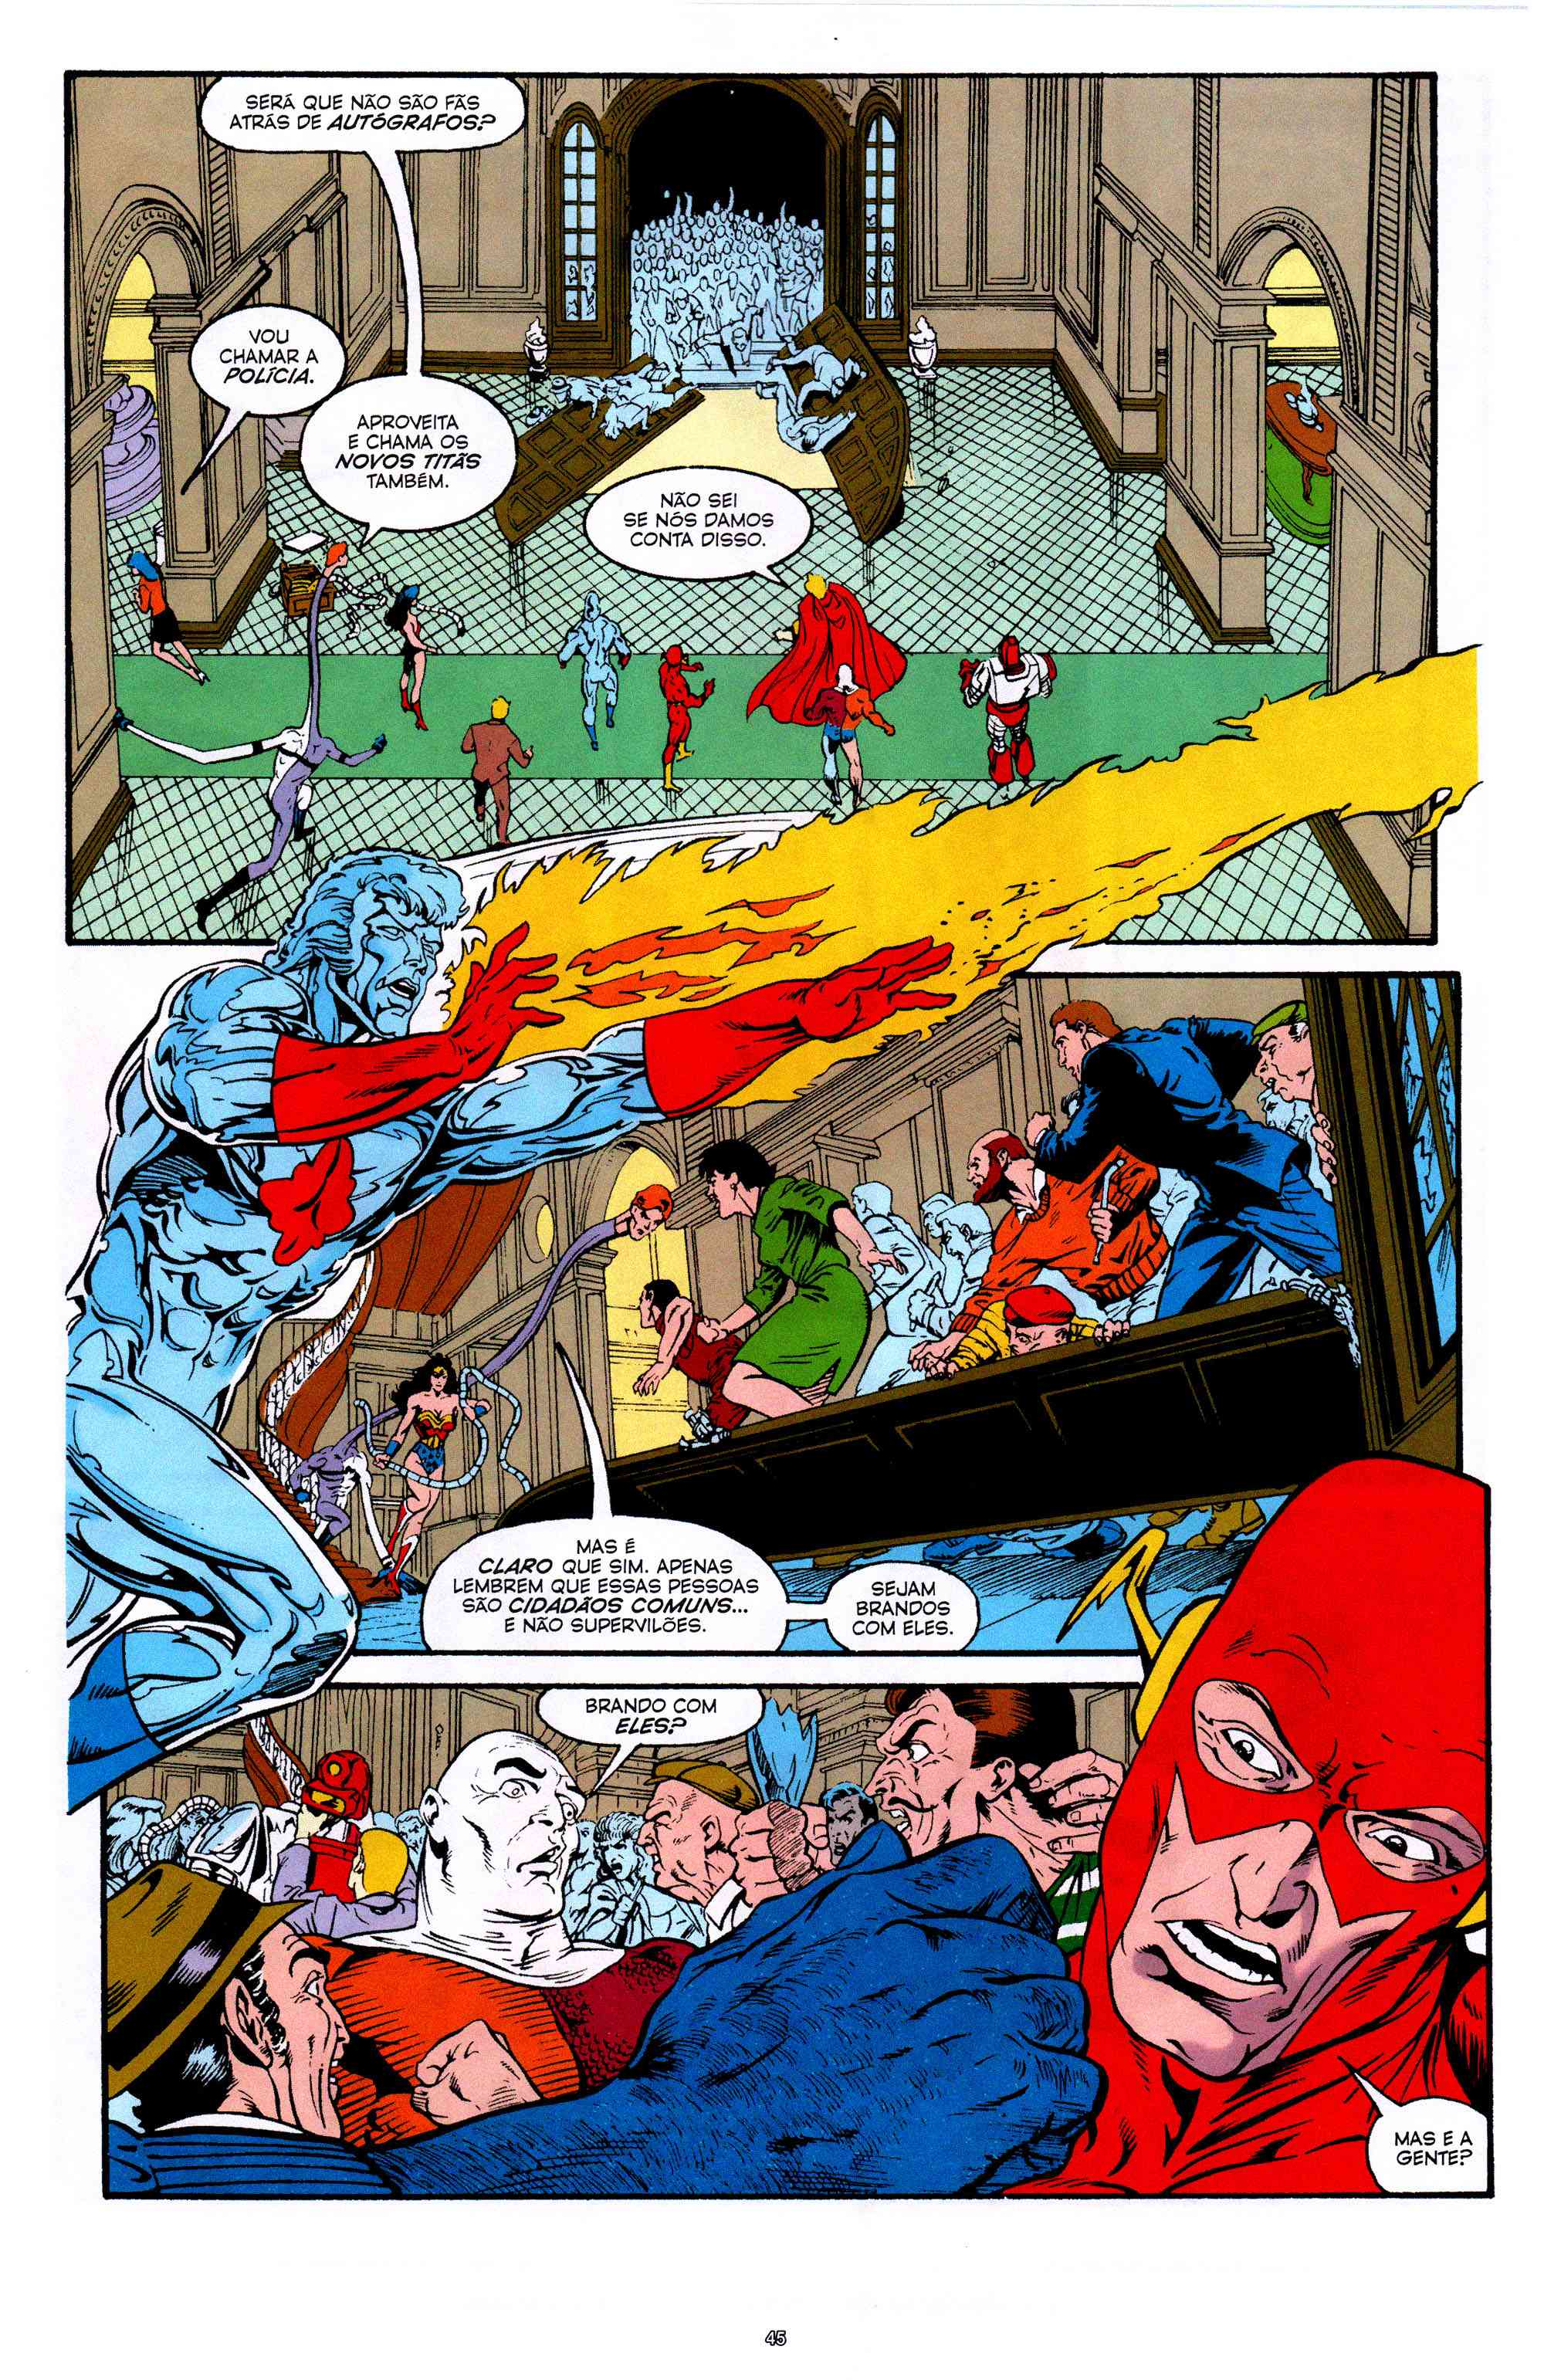 SERÁ QUE NÃO SÃO FÃS
ATRÁS DE AUTÓGRAFOS?
VOU
CHAMAR A
POLÍCIA.
APROVEITA
E CHAMA OS
NOVOS TITÃS
TAMBÉM.
NÃO SEI
SE NÓS DAMOS
CONTA DISSO.
MAS É
CLARO QUE SIM. APENAS
LEMBREM QUE ESSAS PESSOAS
SÃO CIDADÃOS COMUNS...
E NÃO SUPERVILÕES.
SEJAM
BRANDOS
COM ELES.
BRANDO COM
ELES?
MAS E A
GENTE?
45